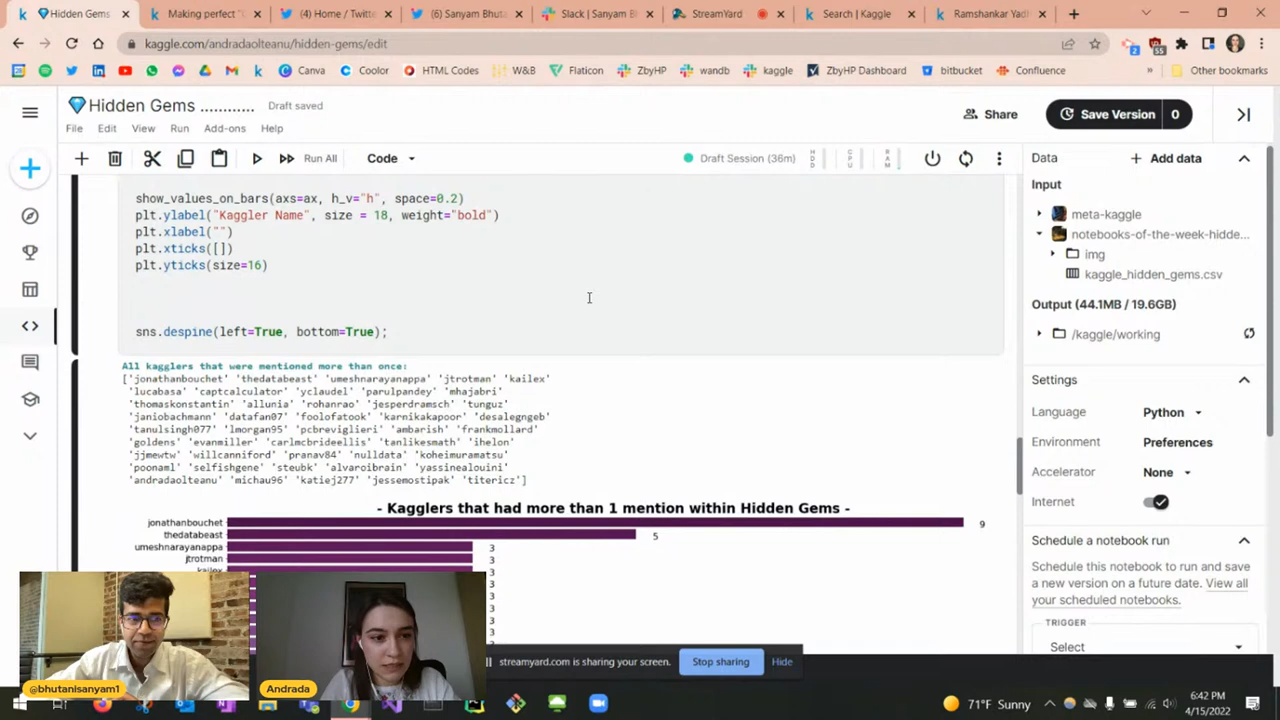 Hidden Gems
Making perfect "C
(4) Home / Twitte
(6) Sanyam Bhuta
Slack | Sanyam B
StreamYard
Search | Kaggle
Ramshankar Yad
kaggle.com/andradaolteanu/hidden-gems/edit
Canva
Coolor
HTML Codes
W&B
Flaticon
ZbyHP
wandb
kaggle
ZbyHP Dashboard
bitbucket
Confluence
»
Other bookmarks
Hidden Gems ............
Draft saved
Share
Save Version
0
File
Edit
View
Run
Add-ons
Help
Run All
Code
Draft Session (36m)
HDD
CPU
RAM
show_values_on_bars(axs=ax, h_v="h", space=0.2)
plt.ylabel("Kaggler Name", size = 18, weight="bold")
plt.xlabel("")
plt.xticks([])
plt.yticks(size=16)
sns.despine(left=True, bottom=True);
All kagglers that were mentioned more than once:
['jonathanbouchet' 'thedatabeast' 'umeshnarayanappa' 'jtrotman' 'kailex'
'lucabasa' 'captcalculator' 'yclaudel' 'parulpandey' 'mhajabri'
'thomaskonstantin' 'allunia' 'rohanrao' 'jesperdramsch' 'tunguz'
'janiobachmann' 'datafan07' 'foolofatook' 'karnikakapoor' 'desalegngeb'
'tanulsingh077' 'lmorgan95' 'pcbreviglieri' 'ambarish' 'frankmollard'
'goldens' 'evanmiller' 'carlmcbrideellis' 'tanlikesmath' 'ihelon'
'jjmewtw' 'willcanniford' 'pranav84' 'nulldata' 'koheimuramatsu'
'poonaml' 'selfishgene' 'steubk' 'alvaroibrain' 'yassinealouini'
'andradaolteanu' 'michau96' 'katiej277' 'jessemostipak' 'titericz']
- Kagglers that had more than 1 mention within Hidden Gems -
jonathanbouchet
9
thedatabeast
5
umeshnarayanappa
3
jtrotman
3
kailex
3
3
3
3
3
3
3
Data
Add data
Input
meta-kaggle
notebooks-of-the-week-hidde...
img
kaggle_hidden_gems.csv
Output (44.1MB / 19.6GB)
/kaggle/working
Settings
Language
Python
Environment
Preferences
Accelerator
None
Internet
Schedule a notebook run
Schedule this notebook to run and save
a new version on a future date. View all
your scheduled notebooks.
TRIGGER
Select
streamyard.com is sharing your screen.
Stop sharing
Hide
@bhutanisanyam1
Andrada
71°F Sunny
6:42 PM
4/15/2022